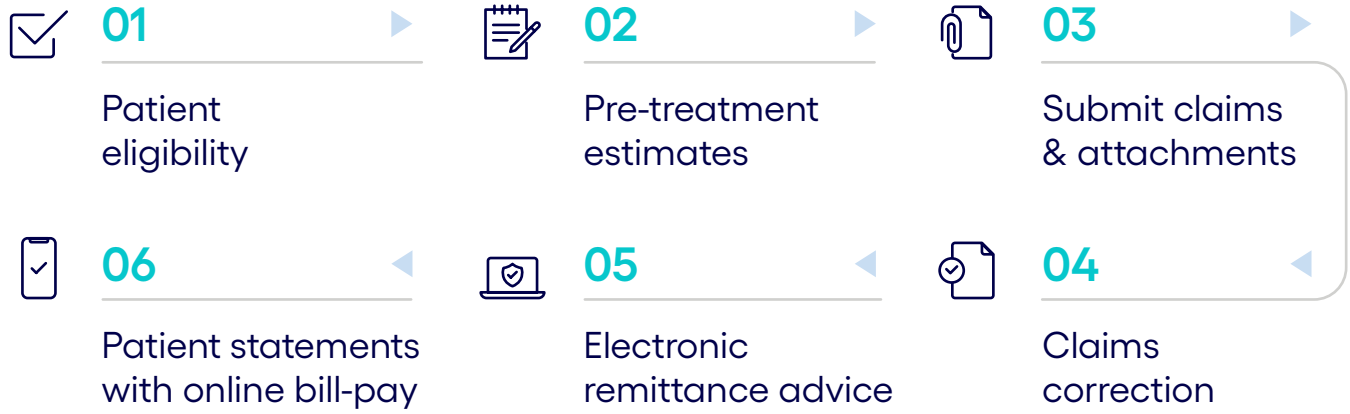 01
Patient
eligibility
02
Pre-treatment
estimates
03
Submit claims
& attachments
04
Claims
correction
05
Electronic
remittance advice
06
Patient statements
with online bill-pay